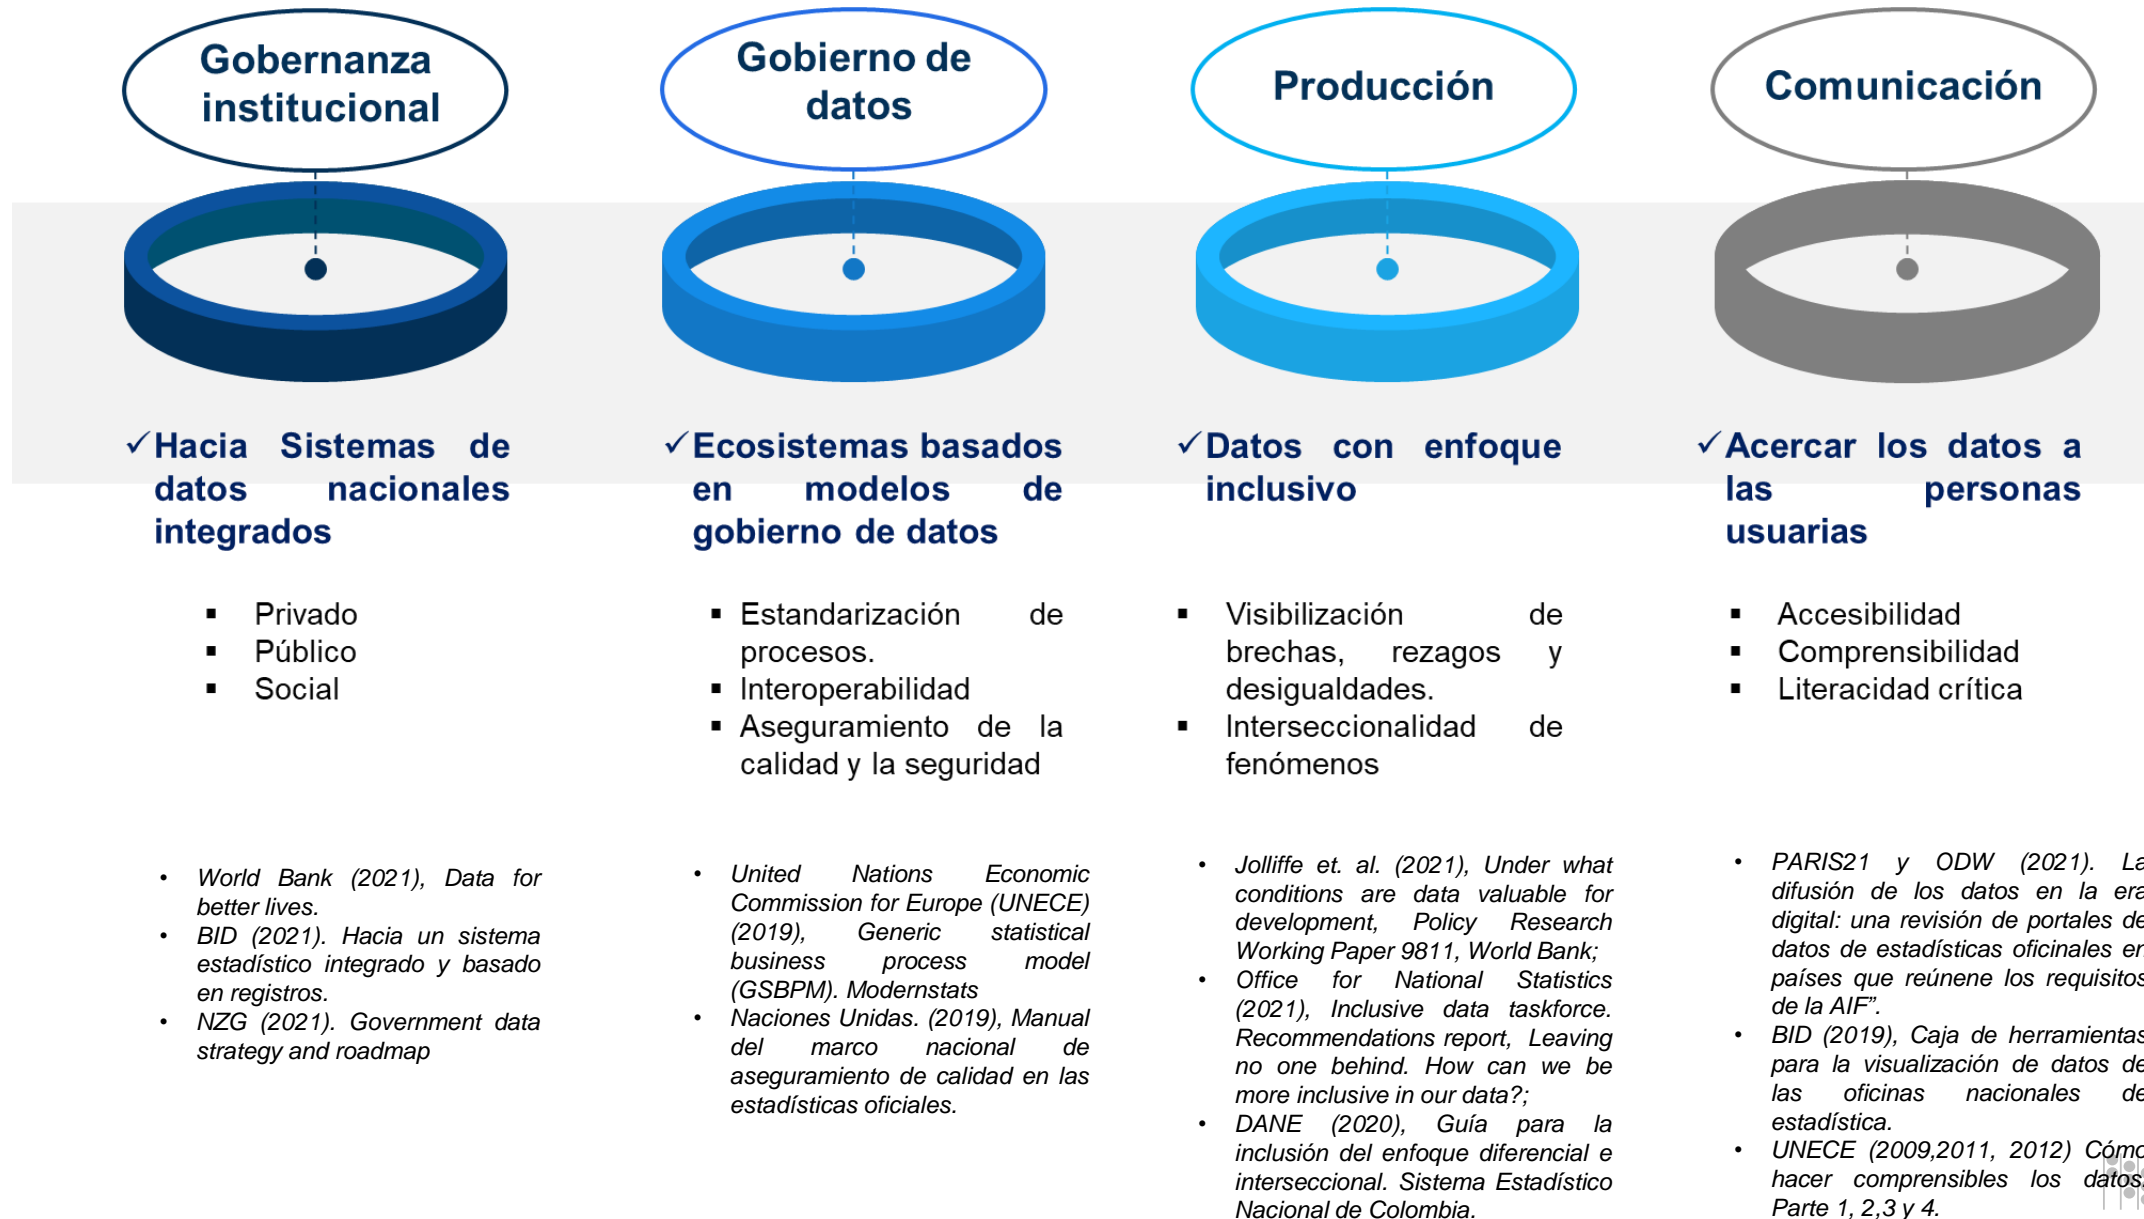 Gobernanza
institucional
✓Hacia Sistemas de
datos nacionales
integrados
▪ Privado
▪ Público
▪ Social
• World Bank (2021), Data for
better lives.
• BID (2021). Hacia un sistema
estadístico integrado y basado
en registros.
• NZG (2021). Government data
strategy and roadmap
Gobierno de
datos
✓Ecosistemas basados
en modelos de
gobierno de datos
▪ Estandarización de
procesos.
▪ Interoperabilidad
▪ Aseguramiento de la
calidad y la seguridad
• United Nations Economic
Commission for Europe (UNECE)
(2019), Generic statistical
business process model
(GSBPM). Modernstats
• Naciones Unidas. (2019), Manual
del marco nacional de
aseguramiento de calidad en las
estadísticas oficiales.
Producción
✓Datos con enfoque
inclusivo
▪ Visibilización de
brechas, rezagos y
desigualdades.
▪ Interseccionalidad de
fenómenos
• Jolliffe et. al. (2021), Under what
conditions are data valuable for
development, Policy Research
Working Paper 9811, World Bank;
• Office for National Statistics
(2021), Inclusive data taskforce.
Recommendations report, Leaving
no one behind. How can we be
more inclusive in our data?;
• DANE (2020), Guía para la
inclusión del enfoque diferencial e
interseccional. Sistema Estadístico
Nacional de Colombia.
Comunicación
✓Acercar los datos a
las personas
usuarias
▪ Accesibilidad
▪ Comprensibilidad
▪ Literacidad crítica
• PARIS21 y ODW (2021). La
difusión de los datos en la era
digital: una revisión de portales de
datos de estadísticas oficinales en
países que reúnene los requisitos
de la AIF”.
• BID (2019), Caja de herramientas
para la visualización de datos de
las oficinas nacionales de
estadística.
• UNECE (2009,2011, 2012) Cómo
hacer comprensibles los datos.
Parte 1, 2,3 y 4.